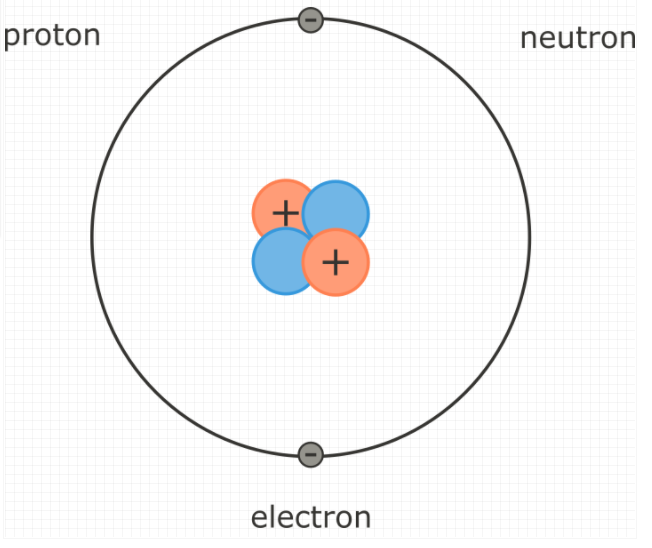 −
proton
neutron
+
+
−
electron